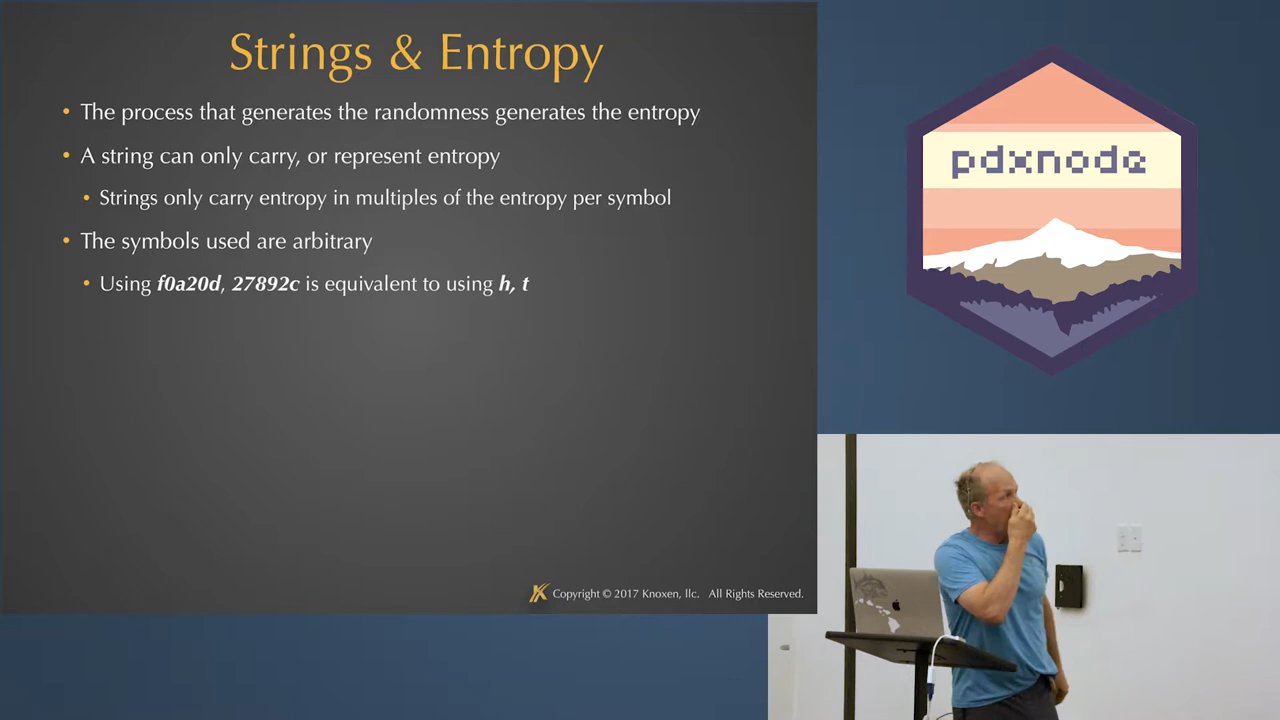 Strings & Entropy
• The process that generates the randomness generates the entropy
• A string can only carry, or represent entropy
• Strings only carry entropy in multiples of the entropy per symbol
• The symbols used are arbitrary
• Using f0a20d, 27892c is equivalent to using h, t
Copyright © 2017 Knoxen, llc. All Rights Reserved.
pdxnode